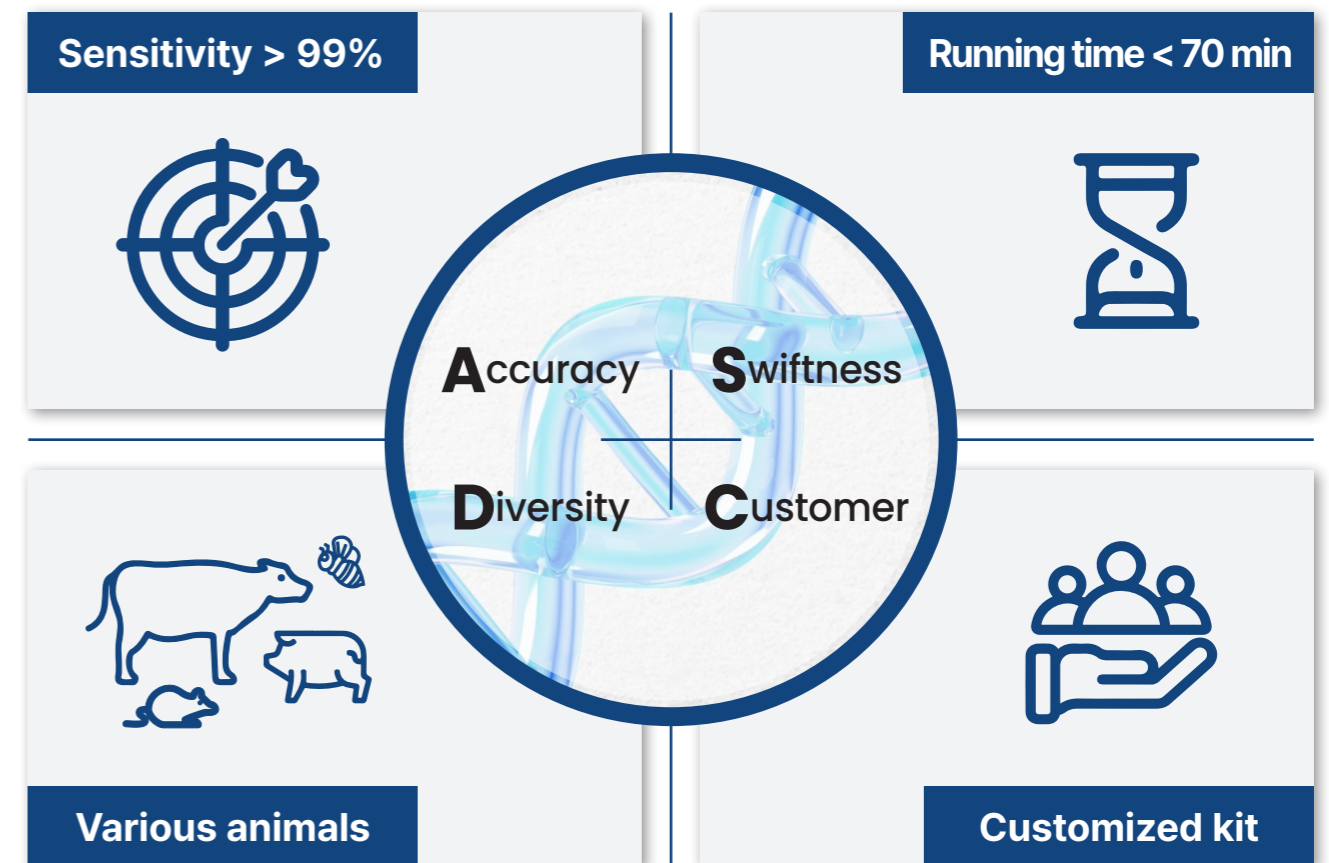 Sensitivity > 99%
Running time < 70 min
Accuracy
Swiftness
Diversity
Customer
Various animals
Customized kit